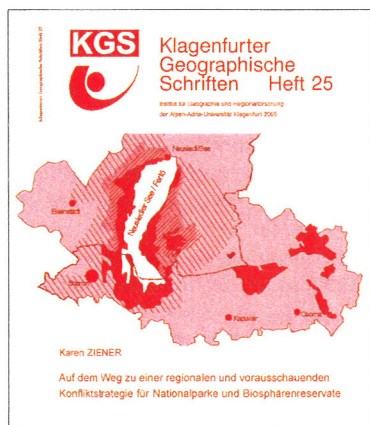 KGS
Klagenfurter
Geographische
Schriften Heft 25
Institut für Geographie und Regionalforschung
der Alpen-Adria-Universität Klagenfurt 2005
Neusiedl/See
Neusiedler See / Fertő
Eisenstadt
Sopron
Kapuvár
Karen ZIENER
Auf dem Weg zu einer regionalen und vorausschauenden
Konfliktstrategie für Nationalparke und Biosphärenreservate